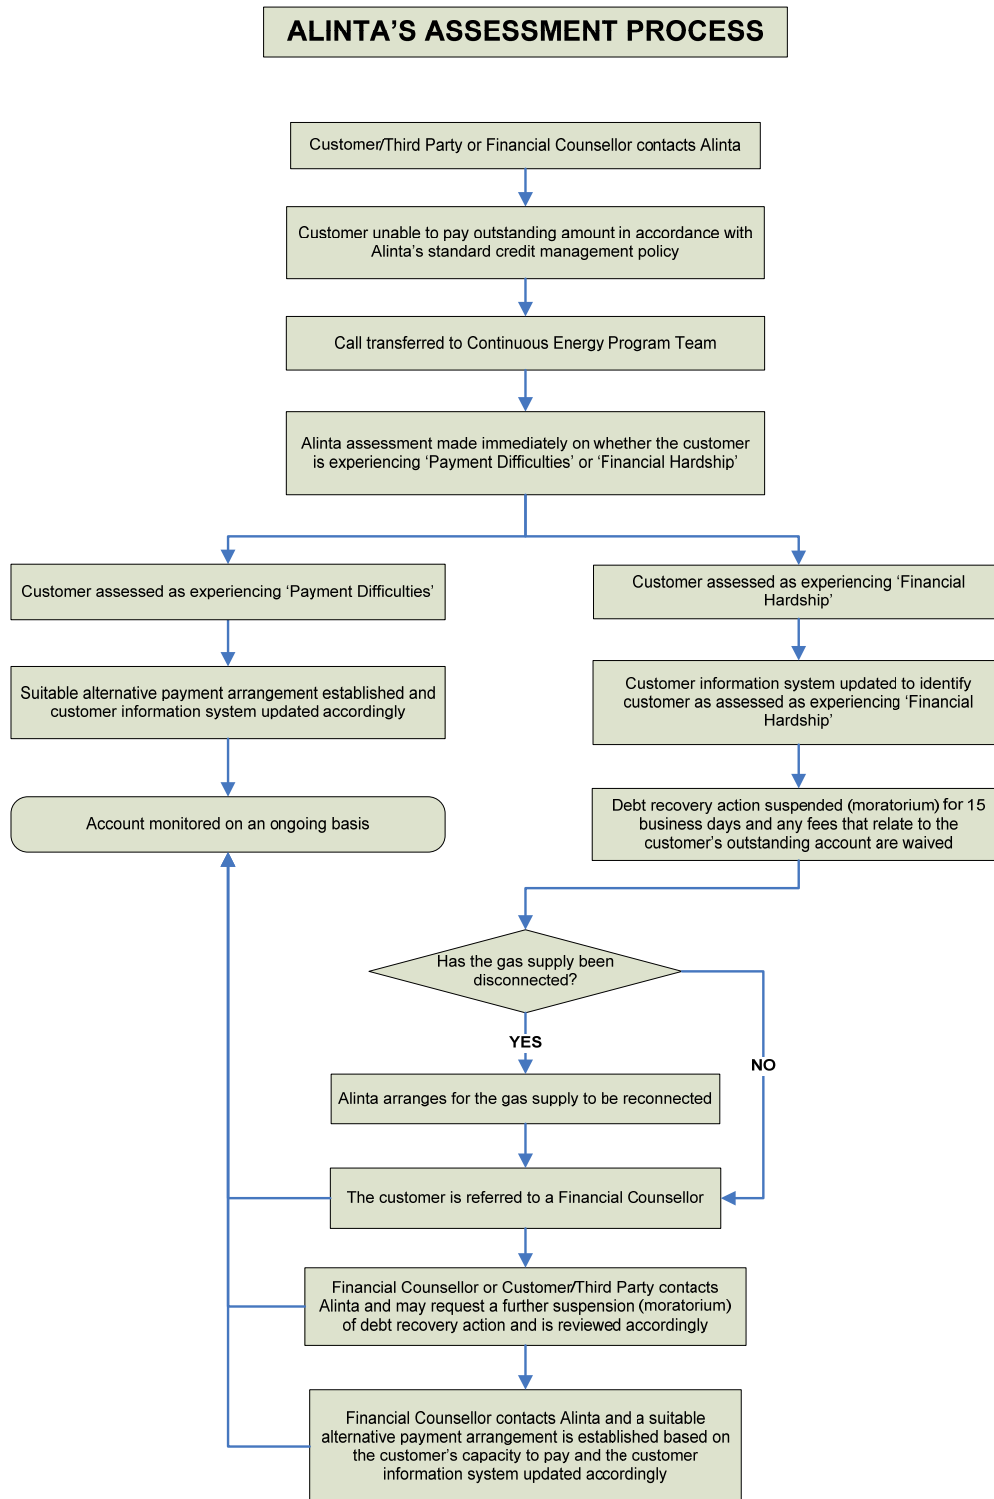 ALINTA’S ASSESSMENT PROCESS
Customer/Third Party or Financial Counsellor contacts Alinta
Customer unable to pay outstanding amount in accordance with
Alinta’s standard credit management policy
Call transferred to Continuous Energy Program Team
Alinta assessment made immediately on whether the customer
is experiencing ‘Payment Difficulties’ or ‘Financial Hardship’
Customer assessed as experiencing ‘Payment Difficulties’
Suitable alternative payment arrangement established and
customer information system updated accordingly
Account monitored on an ongoing basis
Customer assessed as experiencing ‘Financial
Hardship’
Customer information system updated to identify
customer as assessed as experiencing ‘Financial
Hardship’
Debt recovery action suspended (moratorium) for 15
business days and any fees that relate to the
customer’s outstanding account are waived
Has the gas supply been
disconnected?
YES
NO
Alinta arranges for the gas supply to be reconnected
The customer is referred to a Financial Counsellor
Financial Counsellor or Customer/Third Party contacts
Alinta and may request a further suspension (moratorium)
of debt recovery action and is reviewed accordingly
Financial Counsellor contacts Alinta and a suitable
alternative payment arrangement is established based on
the customer’s capacity to pay and the customer
information system updated accordingly